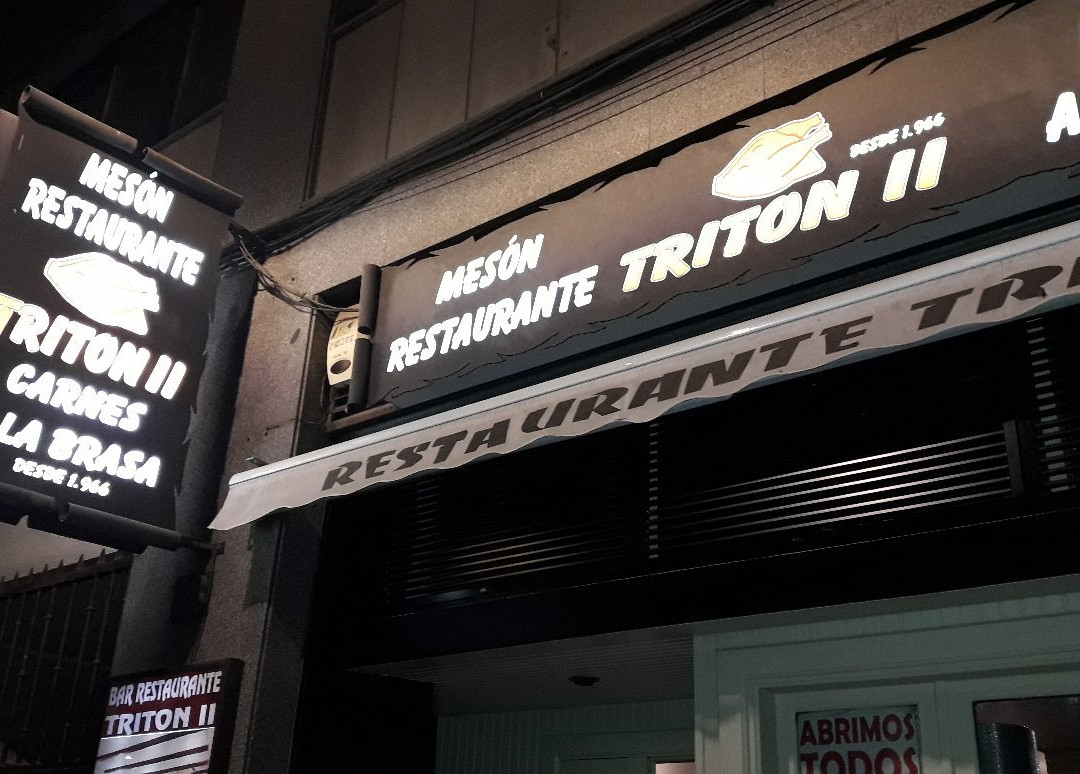 MESÓN
RESTAURANTE
TRITON II
CARNES
LA BRASA
DESDE 1.966
MESÓN
RESTAURANTE
TRITON II
DESDE 1.966
RESTAURANTE
BAR RESTAURANTE
TRITON II
ABRIMOS
TODOS